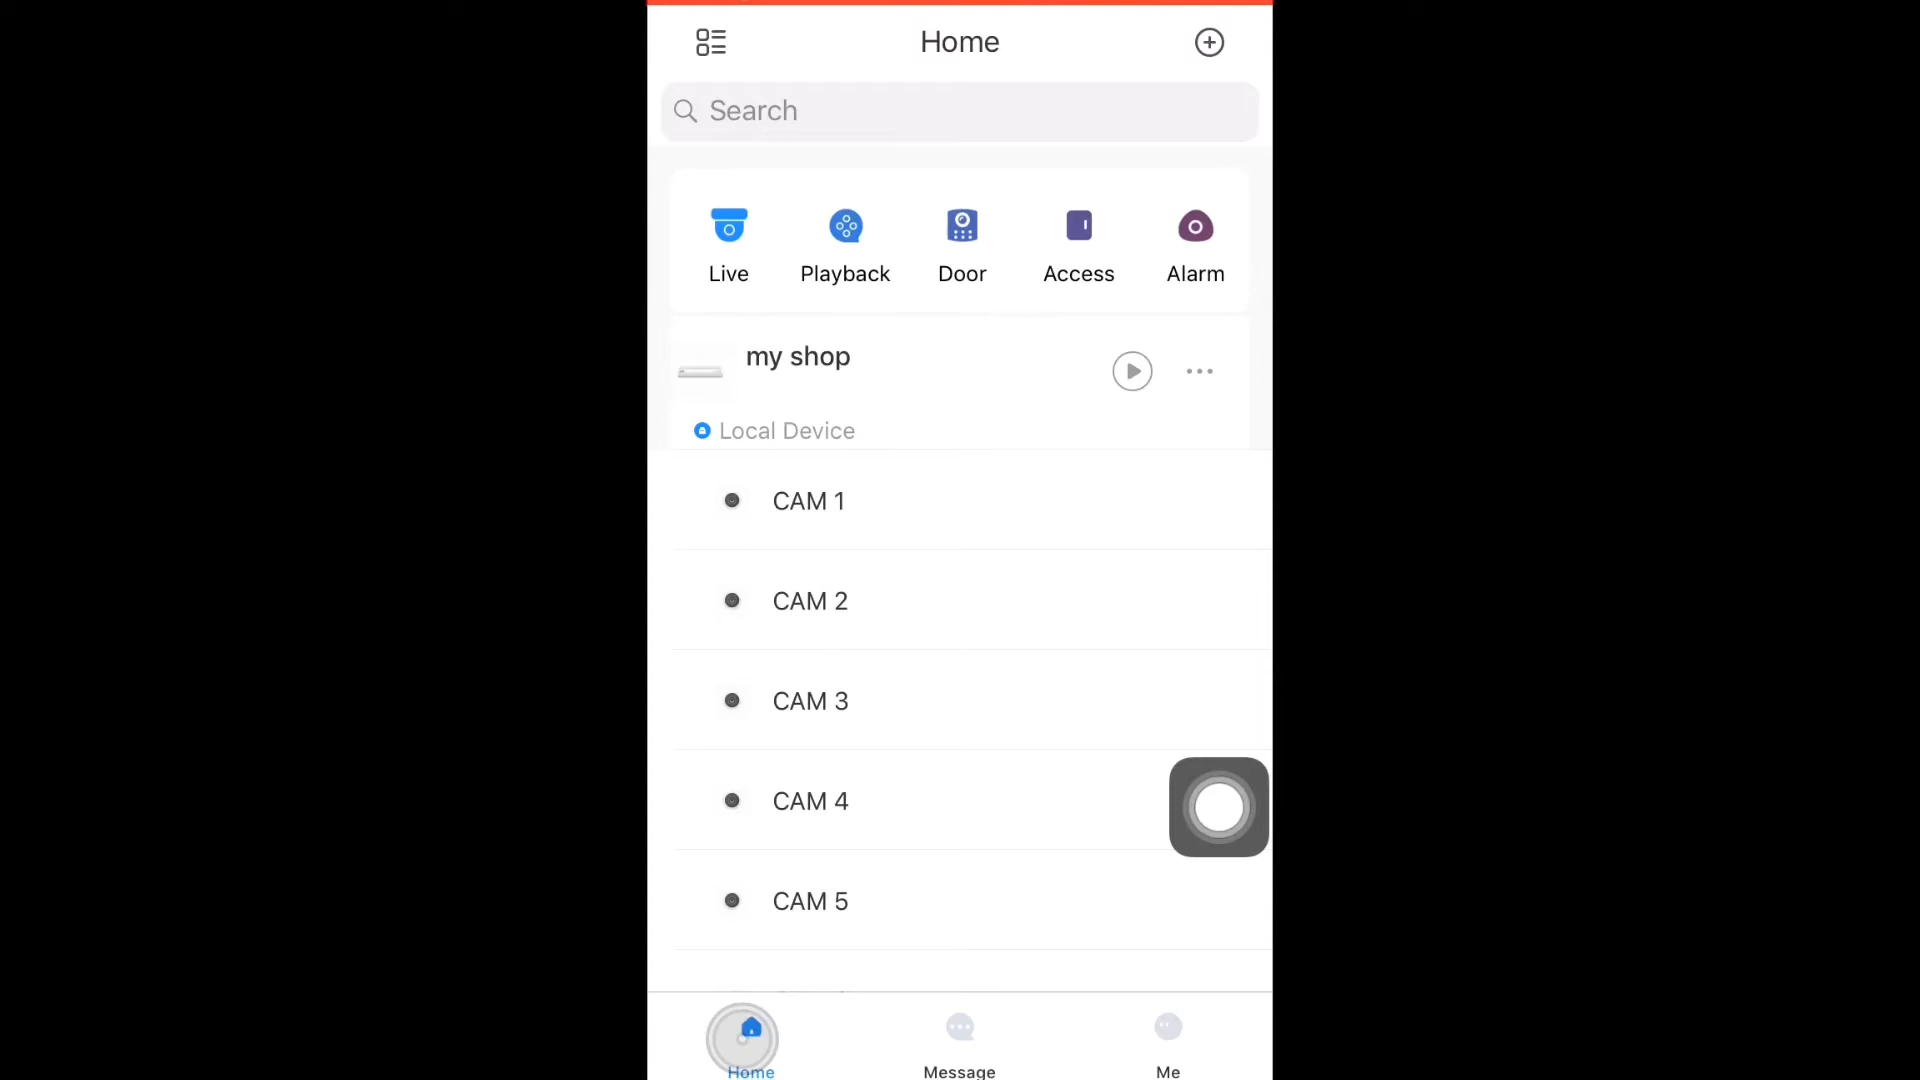 Home
Search
Live Playback Door Access Alarm
my shop
Local Device
CAM 1
CAM 2
CAM 3
CAM 4
CAM 5
Home Message Me